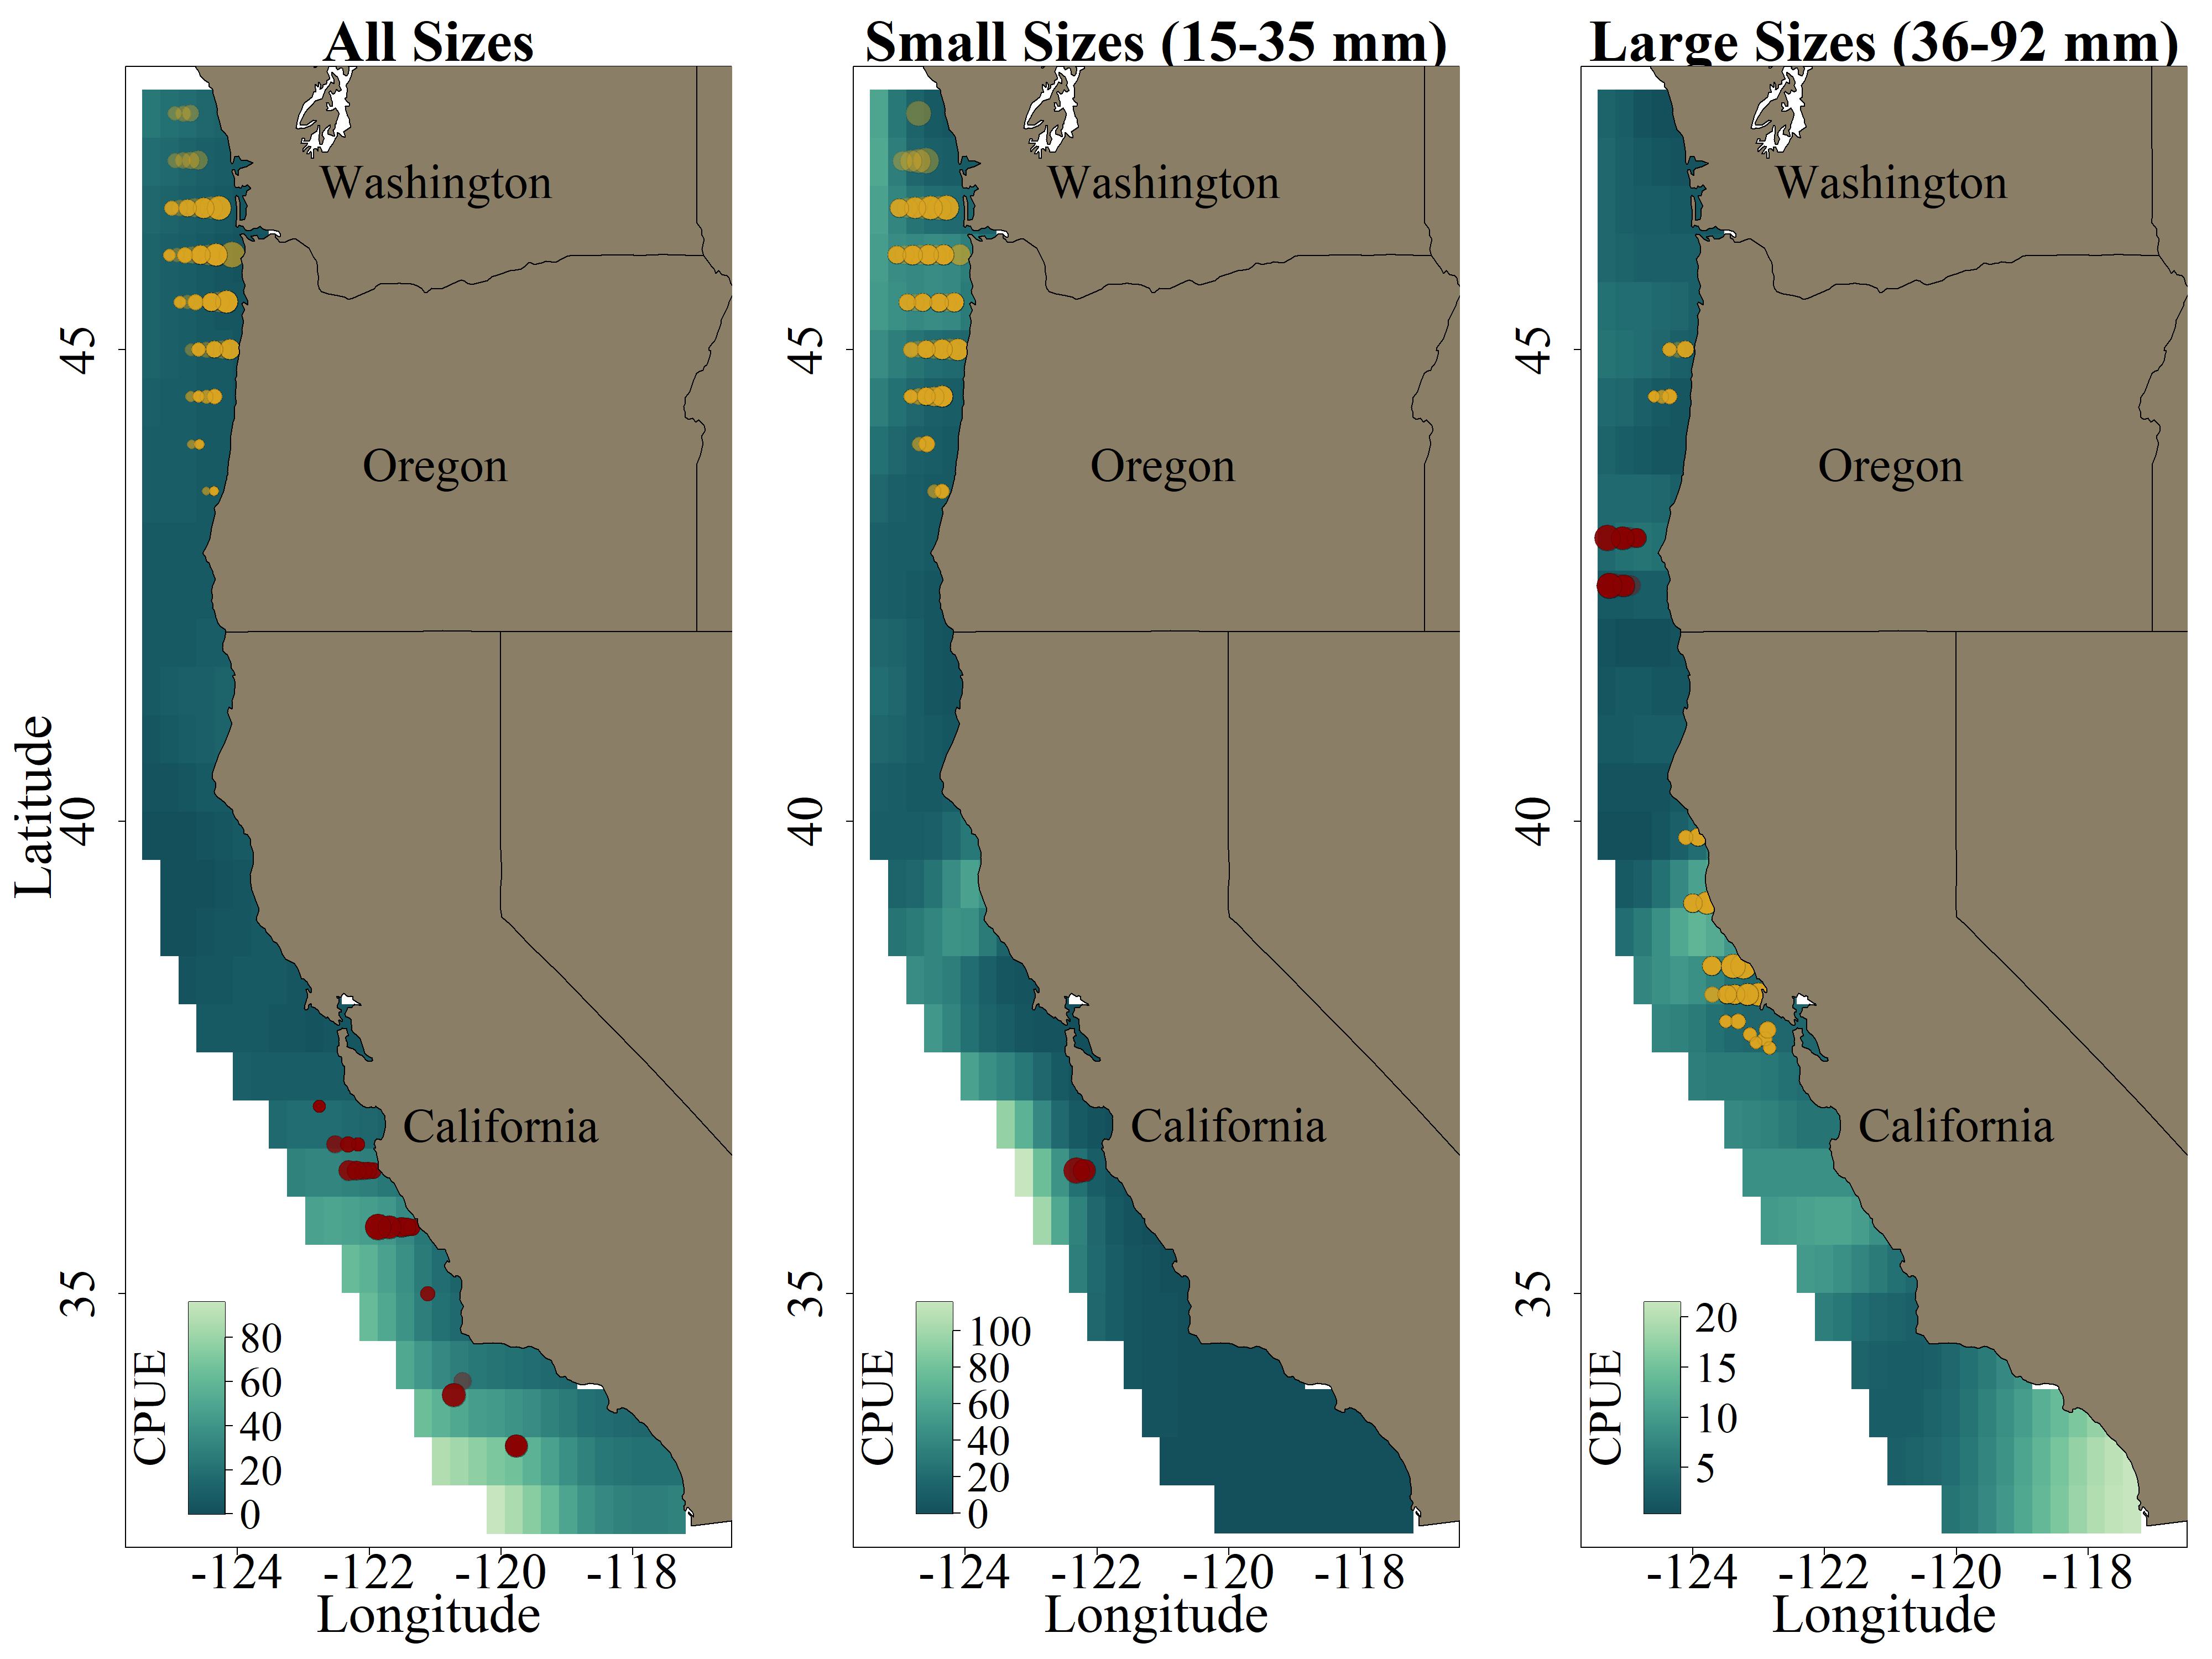 All Sizes
Small Sizes (15-35 mm)
Large Sizes (36-92 mm)
Washington
Washington
Washington
45
45
45
Oregon
Oregon
Oregon
Latitude
40
40
40
California
California
California
35
35
35
CPUE
80
60
40
20
0
CPUE
100
80
60
40
20
0
CPUE
20
15
10
5
-124
-122
-120
-118
-124
-122
-120
-118
-124
-122
-120
-118
Longitude
Longitude
Longitude